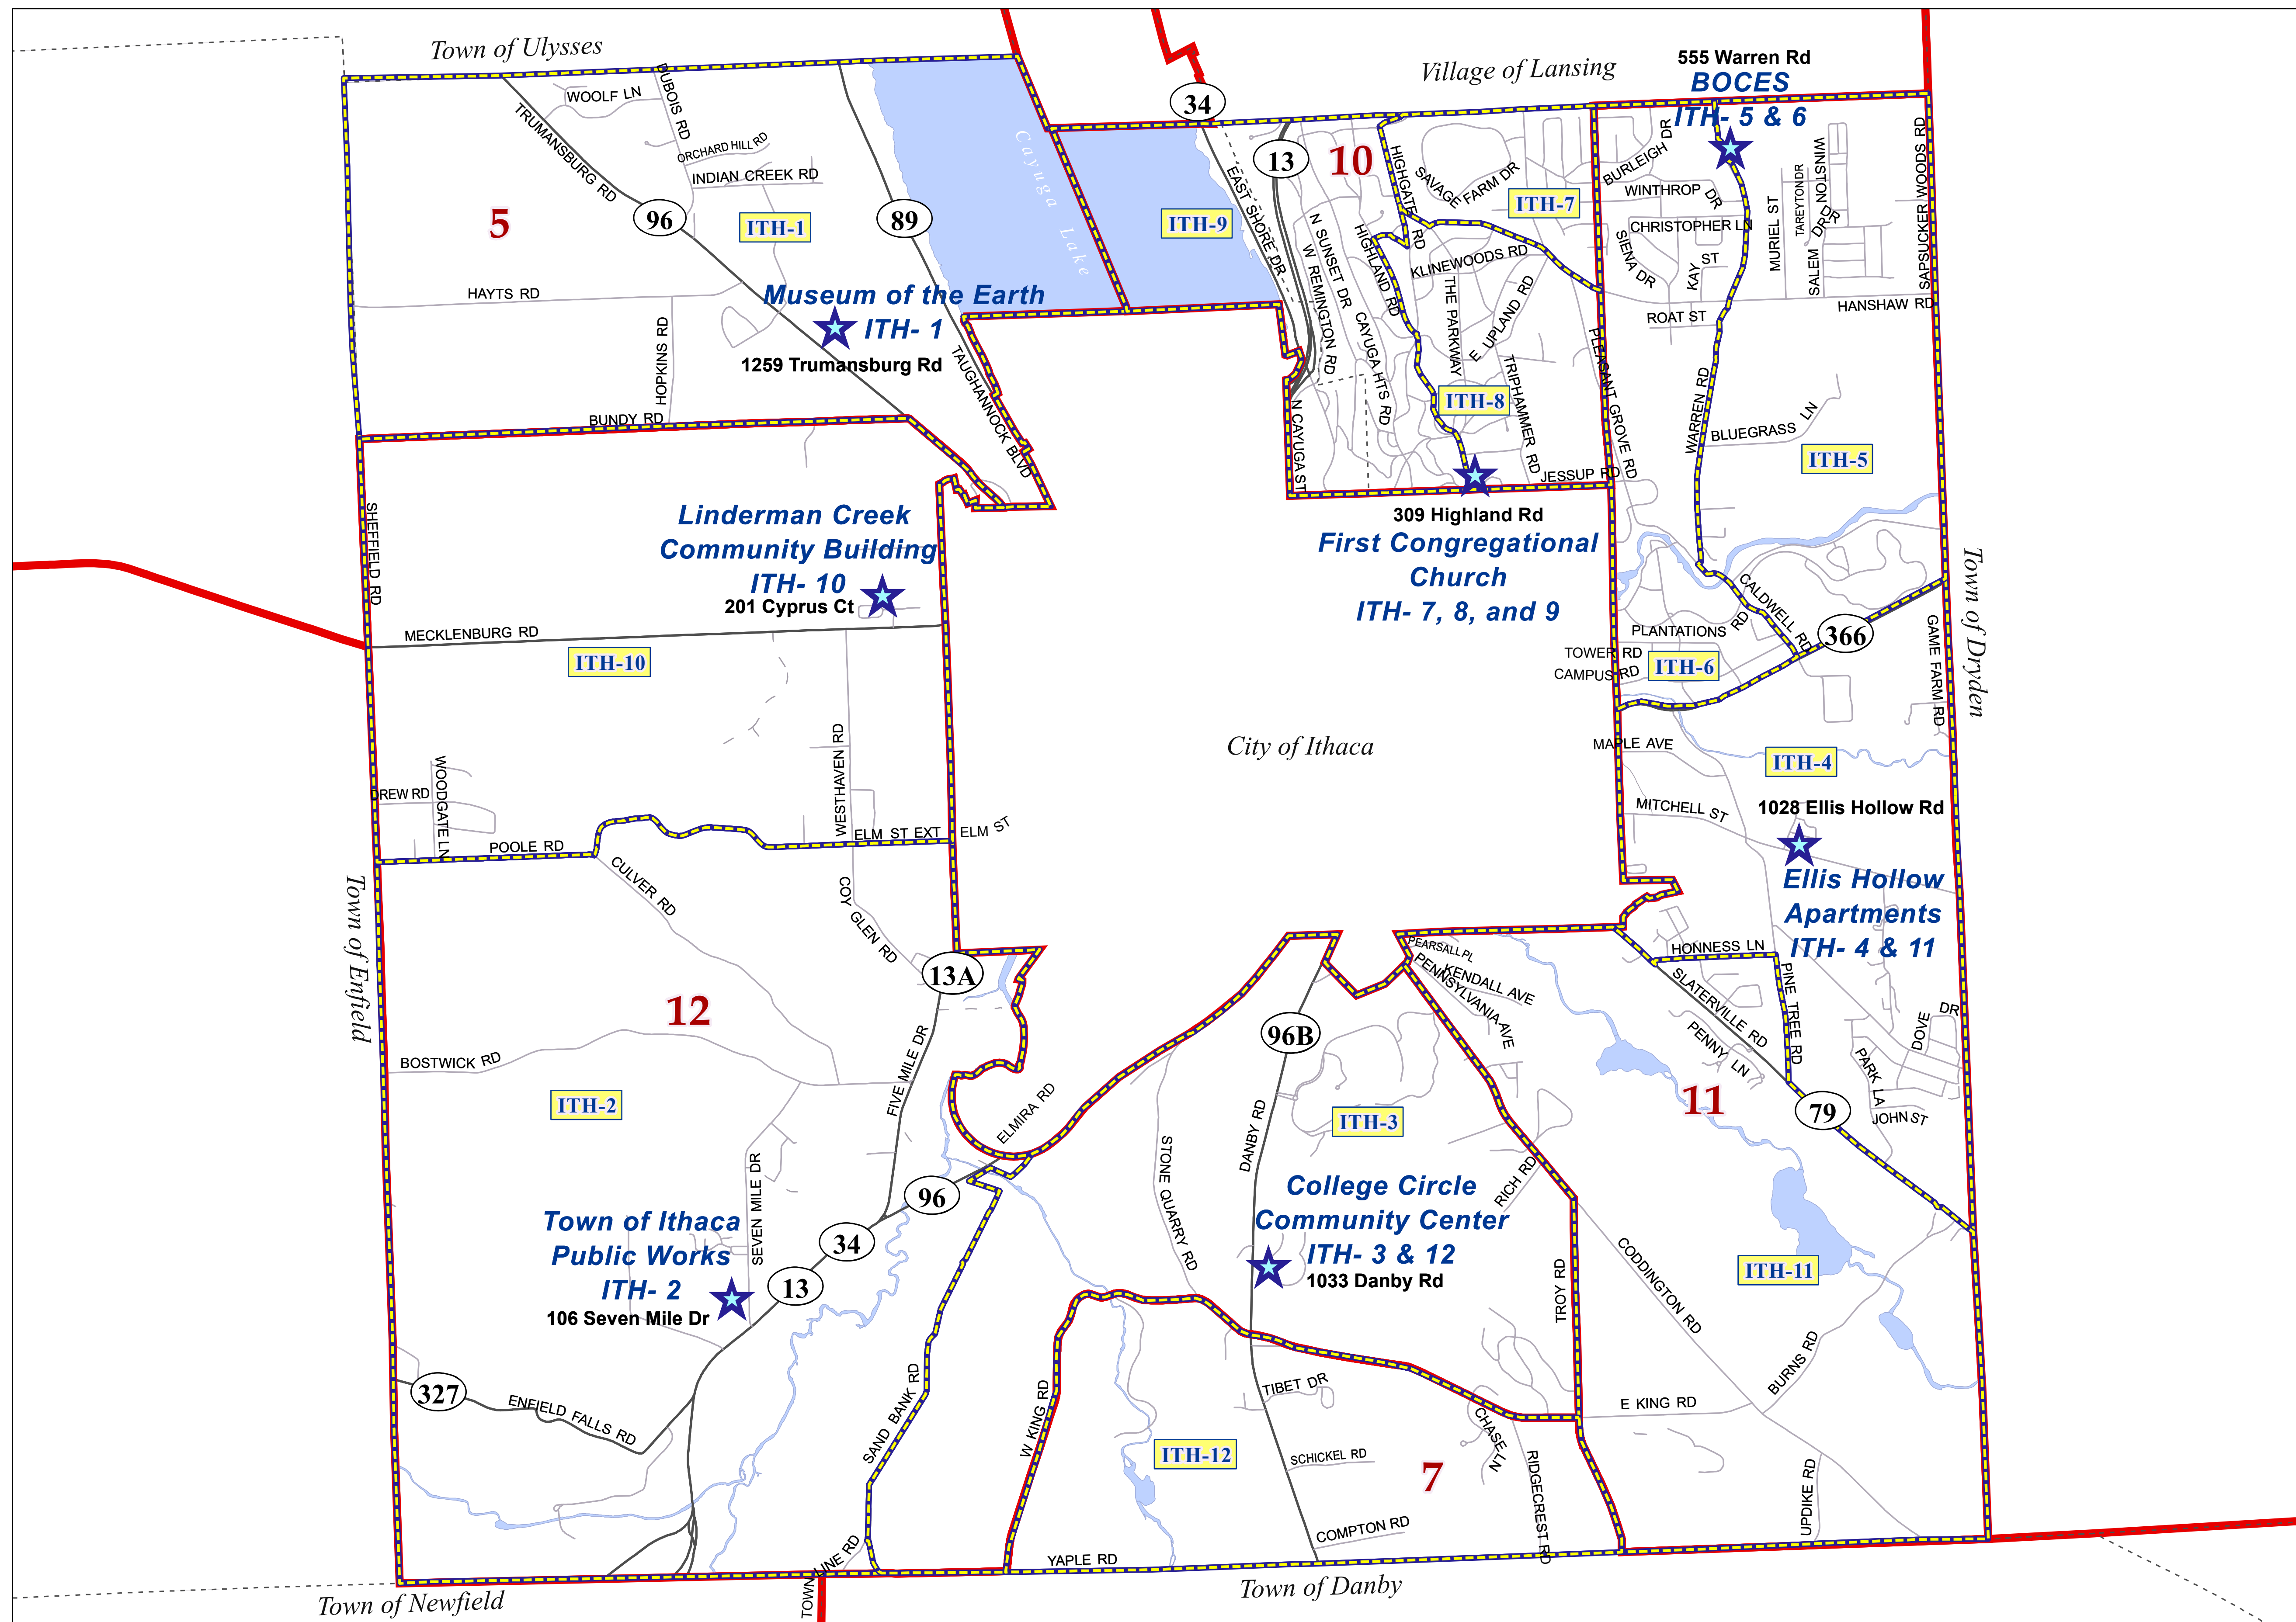 Town of Ulysses
Village of Lansing
555 Warren Rd
BOCES
ITH- 5 & 6
34
13
10
WOOLF LN
DUBOIS RD
TRUMANSBURG RD
ORCHARD HILL RD
INDIAN CREEK RD
5
96
ITH-1
89
Cayuga Lake
ITH-9
EAST SHORE DR
HIGHGATE RD
SAVAGE FARM DR
ITH-7
BURLEIGH DR
WINTHROP DR
CHRISTOPHER LN
SIENA DR
KAY ST
MURIEL ST
TAREYTON DR
WINSTON DR
SALEM DR
SAPSUCKER WOODS RD
HANSHAW RD
ROAT ST
HAYTS RD
HOPKINS RD
Museum of the Earth
ITH- 1
1259 Trumansburg Rd
TAUGHANNOCK BLVD
BUNDY RD
N SUNSET DR
W REMINGTON RD
HIGHLAND RD
CAYUGA HTS RD
KLINEWOODS RD
THE PARKWAY
E UPLAND RD
TRIPHAMMER RD
PLEASANT GROVE RD
ITH-8
N CAYUGA ST
JESSUP RD
WARREN RD
BLUEGRASS LN
ITH-5
309 Highland Rd
First Congregational
Church
ITH- 7, 8, and 9
SHEFFIELD RD
Linderman Creek
Community Building
ITH- 10
201 Cyprus Ct
MECKLENBURG RD
ITH-10
CALDWELL RD
366
PLANTATIONS RD
TOWER RD
CAMPUS RD
ITH-6
GAME FARM RD
Town of Dryden
City of Ithaca
MAPLE AVE
ITH-4
MITCHELL ST
1028 Ellis Hollow Rd
Ellis Hollow
Apartments
ITH- 4 & 11
DREW RD
WOODGATE LN
WESTHAVEN RD
ELM ST EXT
ELM ST
POOLE RD
CULVER RD
COY GLEN RD
Town of Enfield
13A
12
BOSTWICK RD
FIVE MILE DR
ITH-2
ELMIRA RD
PEARSALL PL
KENDALL AVE
PENNSYLVANIA AVE
HONNESS LN
SLATERVILLE RD
PINE TREE RD
PENNY LN
DOVE DR
PARK LA
JOHN ST
79
11
96B
DANBY RD
ITH-3
STONE QUARRY RD
RICH RD
College Circle
Community Center
ITH- 3 & 12
1033 Danby Rd
TROY RD
CODDINGTON RD
ITH-11
BURNS RD
SEVEN MILE DR
96
34
13
Town of Ithaca
Public Works
ITH- 2
106 Seven Mile Dr
327
ENFIELD FALLS RD
SAND BANK RD
W KING RD
TIBET DR
E KING RD
CHASE LN
ITH-12
SCHICKEL RD
7
RIDGECREST RD
UPDIKE RD
COMPTON RD
YAPLE RD
TOWN LINE RD
Town of Newfield
Town of Danby